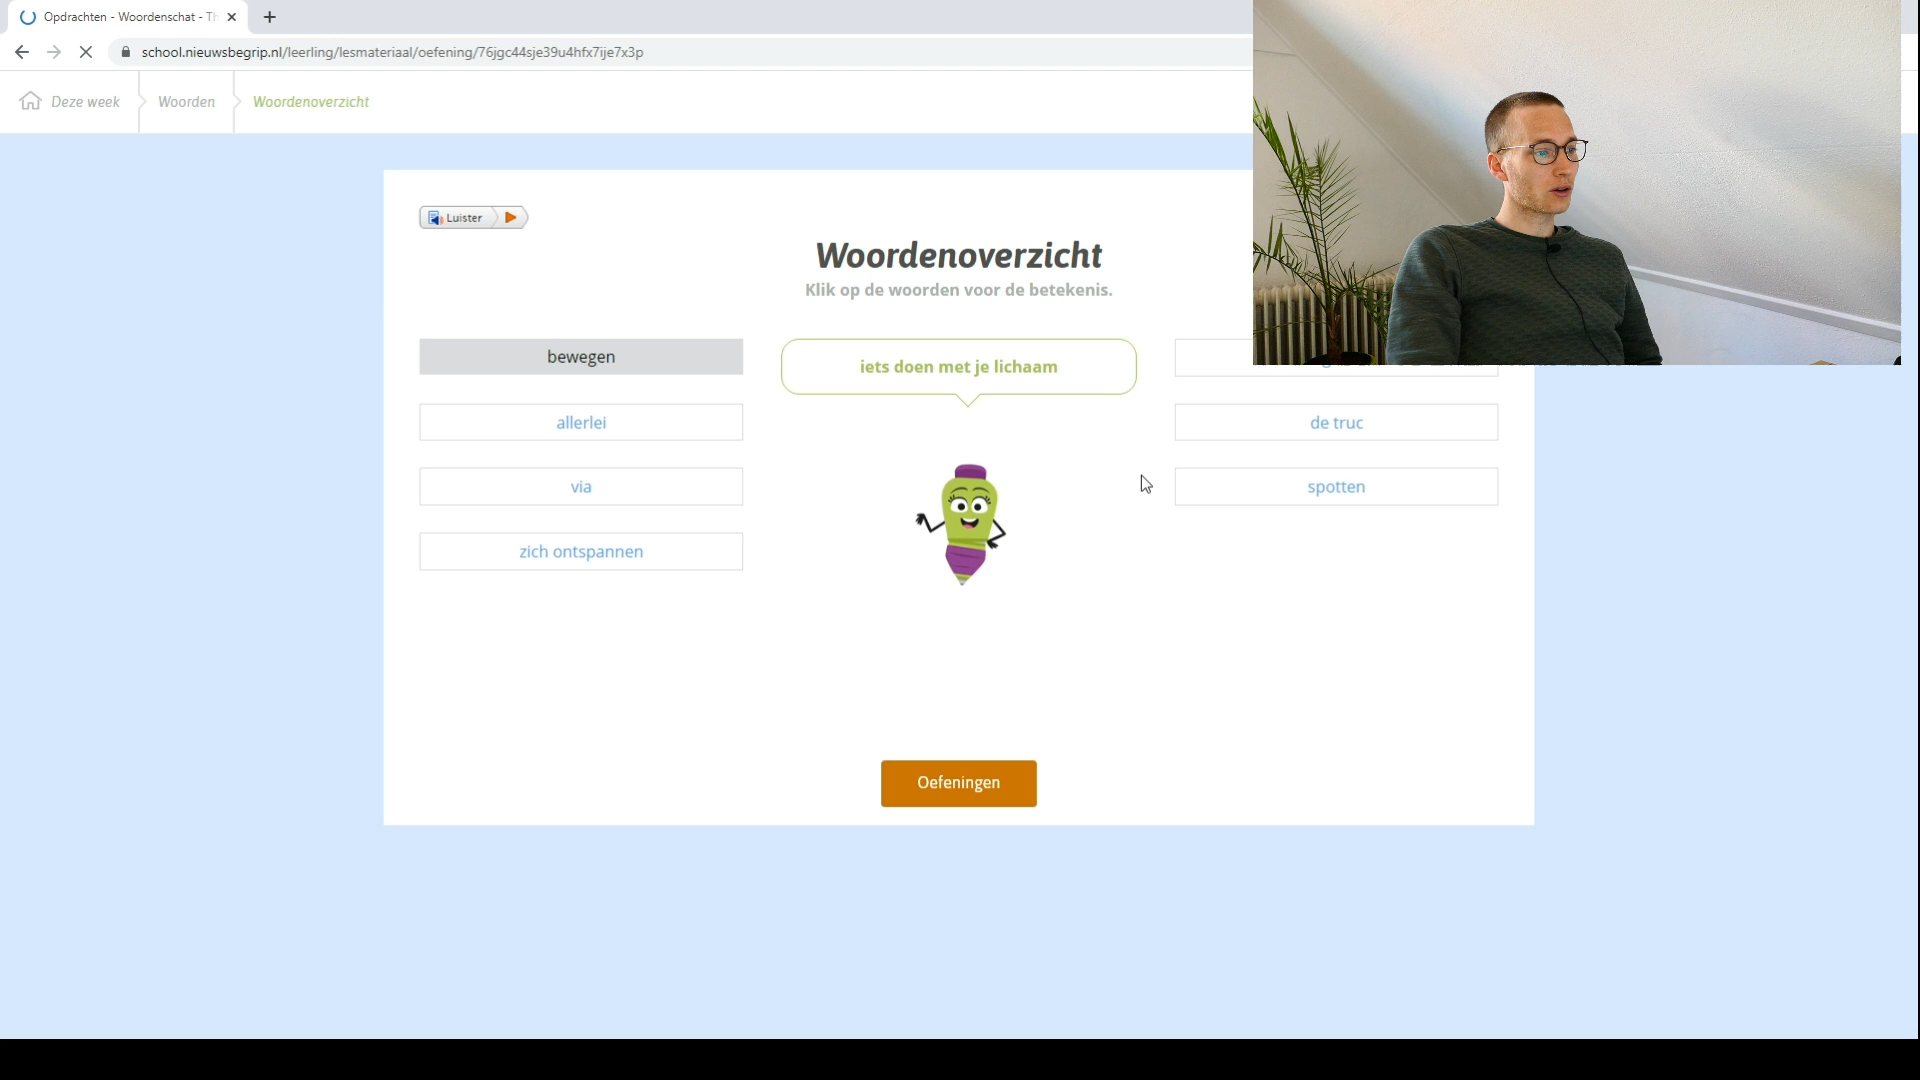 Opdrachten - Woordenschat - Th
school.nieuwsbegrip.nl/leerling/lesmateriaal/oefening/76jgc44sje39u4hfx7ije7x3p
Deze week
Woorden
Woordenoverzicht
Luister
Woordenoverzicht
Klik op de woorden voor de betekenis.
bewegen
iets doen met je lichaam
allerlei
de truc
via
spotten
zich ontspannen
Oefeningen